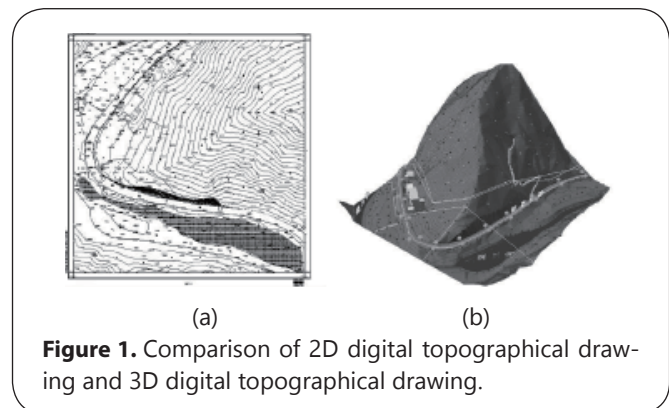 (a) (b)
Figure 1. Comparison of 2D digital topographical draw-
ing and 3D digital topographical drawing.